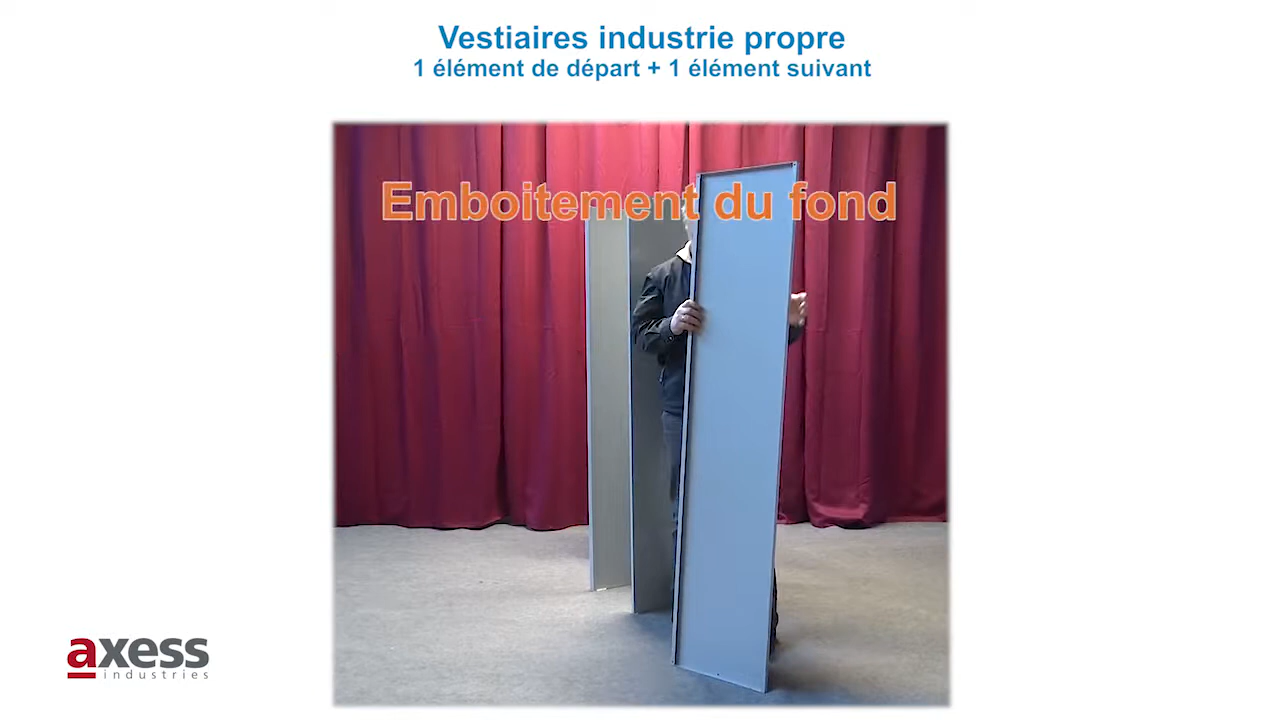 Vestiaires industrie propre
1 élément de départ + 1 élément suivant
Emboitement du fond
axess
industries